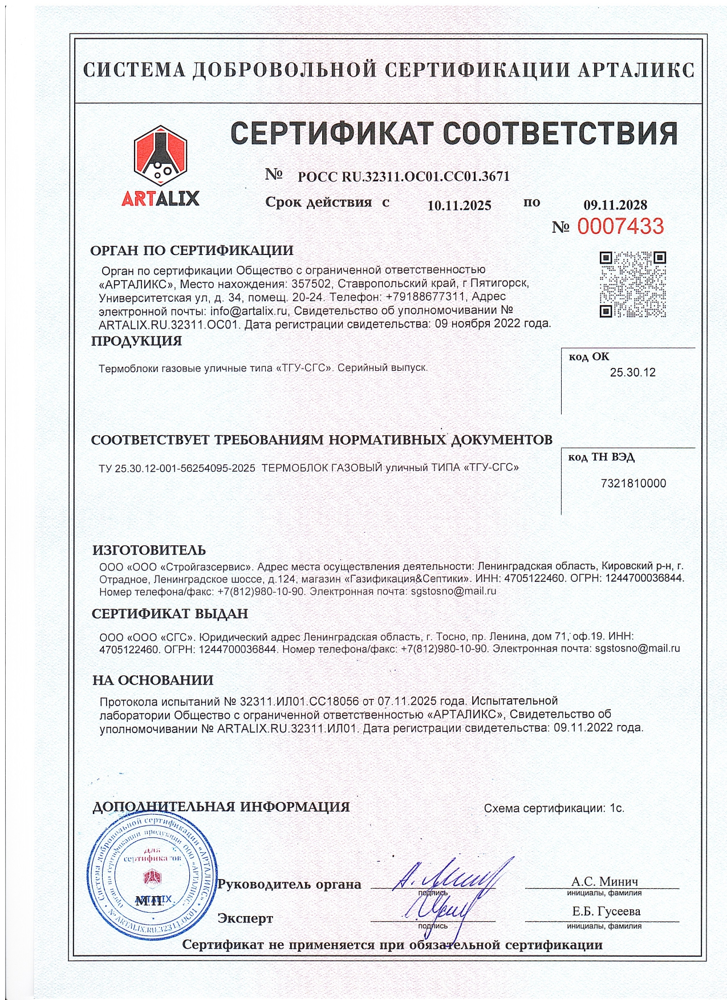 СИСТЕМА ДОБРОВОЛЬНОЙ СЕРТИФИКАЦИИ АРТАЛИКС
СЕРТИФИКАТ СООТВЕТСТВИЯ
ARTALIX
№ РОСС RU.32311.ОС01.СС01.3671
Срок действия с 10.11.2025 по 09.11.2028
№ 0007433
ОРГАН ПО СЕРТИФИКАЦИИ
Орган по сертификации Общество с ограниченной ответственностью
«АРТАЛИКС», Место нахождения: 357502, Ставропольский край, г Пятигорск,
Университетская ул, д. 34, помещ. 20-24. Телефон: +79188677311, Адрес
электронной почты: info@artalix.ru, Свидетельство об уполномочивании №
ARTALIX.RU.32311.ОС01. Дата регистрации свидетельства: 09 ноября 2022 года.
ПРОДУКЦИЯ
код ОК
Термоблоки газовые уличные типа «ТГУ-СГС». Серийный выпуск.
25.30.12
СООТВЕТСТВУЕТ ТРЕБОВАНИЯМ НОРМАТИВНЫХ ДОКУМЕНТОВ
код ТН ВЭД
ТУ 25.30.12-001-56254095-2025 ТЕРМОБЛОК ГАЗОВЫЙ уличный ТИПА «ТГУ-СГС»
7321810000
ИЗГОТОВИТЕЛЬ
ООО «ООО «Стройгазсервис». Адрес места осуществления деятельности: Ленинградская область, Кировский р-н, г.
Отрадное, Ленинградское шоссе, д.124, магазин «Газификация&Септики». ИНН: 4705122460. ОГРН: 1244700036844.
Номер телефона/факс: +7(812)980-10-90. Электронная почта: sgstosno@mail.ru
СЕРТИФИКАТ ВЫДАН
ООО «ООО «СГС». Юридический адрес Ленинградская область, г. Тосно, пр. Ленина, дом 71, оф.19. ИНН:
4705122460. ОГРН: 1244700036844. Номер телефона/факс: +7(812)980-10-90. Электронная почта: sgstosno@mail.ru
НА ОСНОВАНИИ
Протокола испытаний № 32311.ИЛ01.СС18056 от 07.11.2025 года. Испытательной
лаборатории Общество с ограниченной ответственностью «АРТАЛИКС», Свидетельство об
уполномочивании № ARTALIX.RU.32311.ИЛ01. Дата регистрации свидетельства: 09.11.2022 года.
ДОПОЛНИТЕЛЬНАЯ ИНФОРМАЦИЯ
Схема сертификации: 1с.
Система добровольной сертификации «АРТАЛИКС»
Орган по сертификации продукции ООО «АРТАЛИКС»
№ ARTALIX.RU.32311.ОС01
для
сертификатов
ARTALIX
М.П.
Руководитель органа
подпись
А.С. Минич
инициалы, фамилия
Эксперт
подпись
Е.Б. Гусеева
инициалы, фамилия
Сертификат не применяется при обязательной сертификации